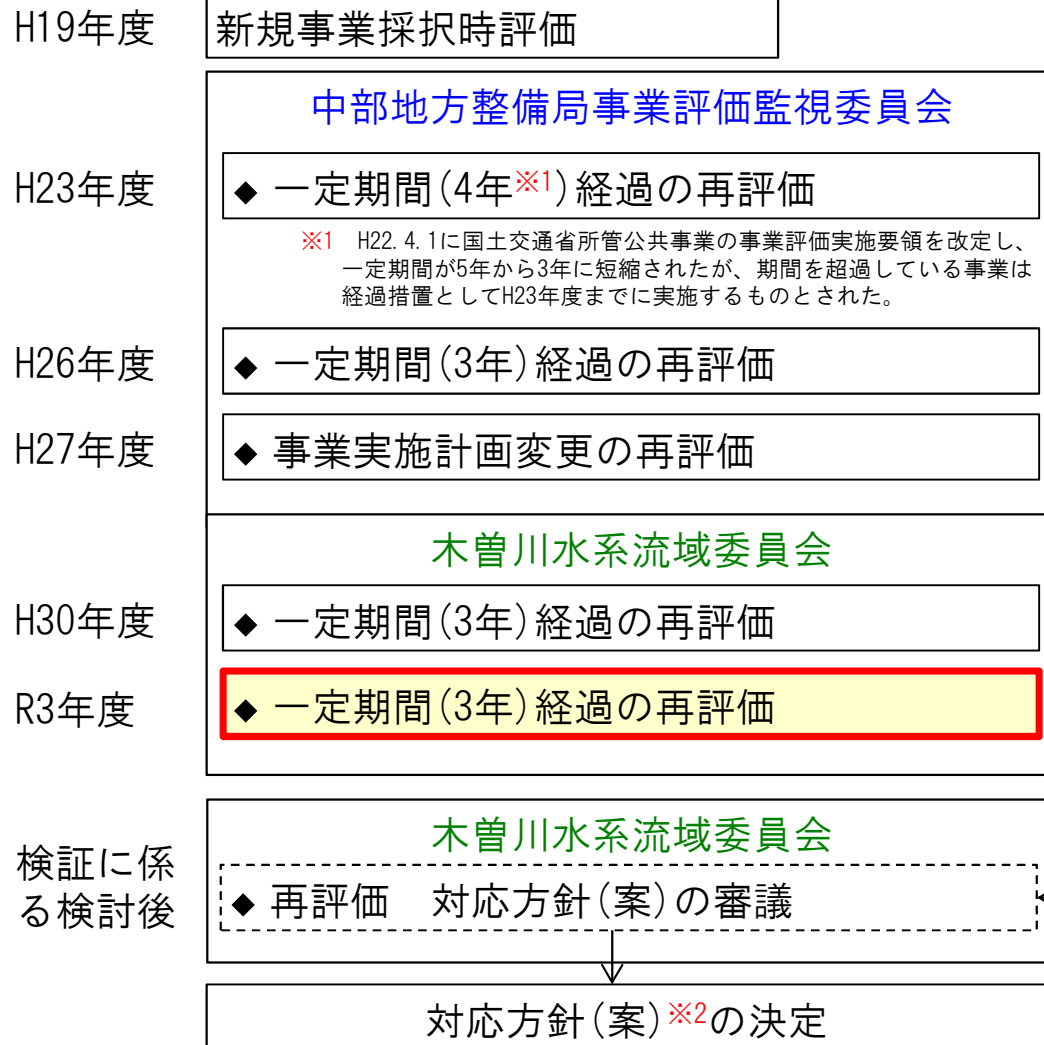 H19年度 新規事業採択時評価
中部地方整備局事業評価監視委員会
H23年度 ◆ 一定期間(4年※1)経過の再評価
※1 H22.4.1に国土交通省所管公共事業の事業評価実施要領を改定し、
一定期間が5年から3年に短縮されたが、期間を超過している事業は
経過措置としてH23年度までに実施するものとされた。
H26年度 ◆ 一定期間(3年)経過の再評価
H27年度 ◆ 事業実施計画変更の再評価
木曽川水系流域委員会
H30年度 ◆ 一定期間(3年)経過の再評価
R3年度 ◆ 一定期間(3年)経過の再評価
木曽川水系流域委員会
検証に係
る検討後
◆ 再評価 対応方針(案)の審議
対応方針(案)※2の決定